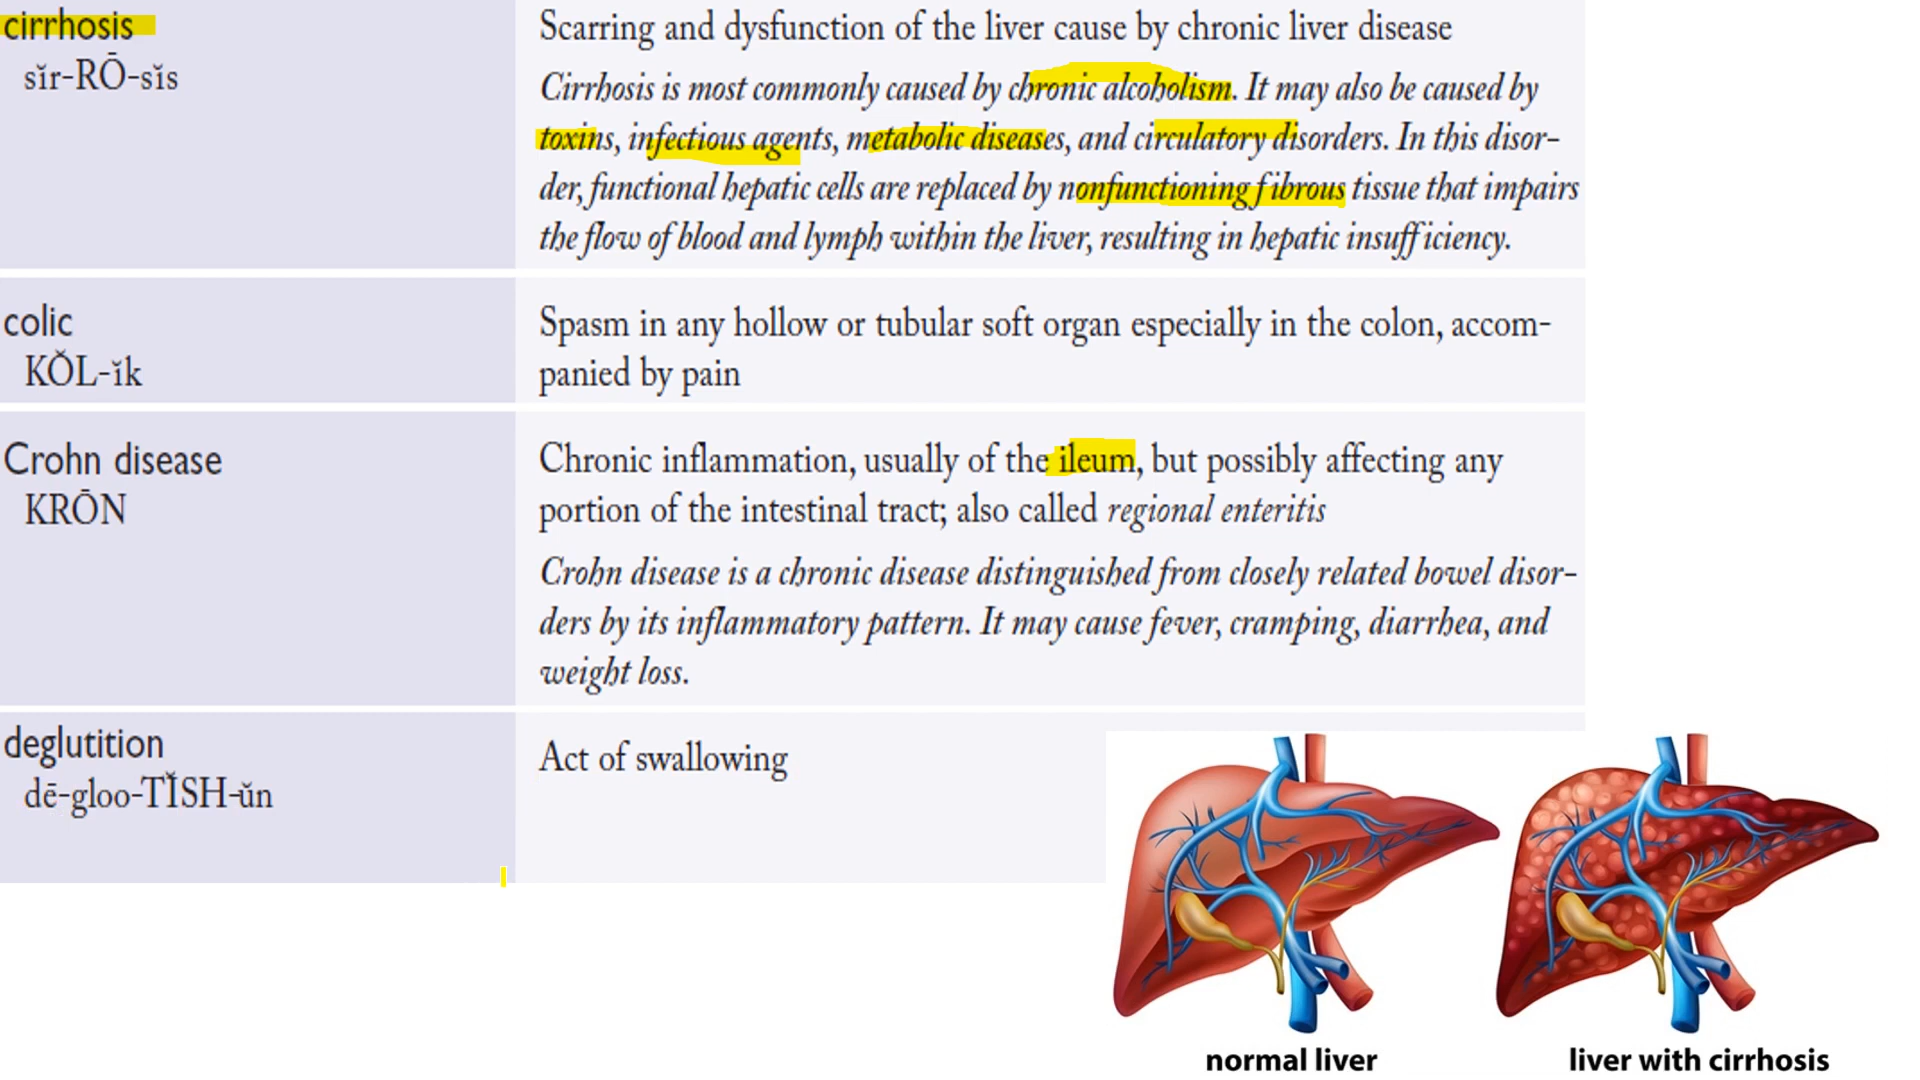 cirrhosis
sĭr-RŌ-sĭs
Scarring and dysfunction of the liver cause by chronic liver disease
Cirrhosis is most commonly caused by chronic alcoholism. It may also be caused by
toxins, infectious agents, metabolic diseases, and circulatory disorders. In this disor-
der, functional hepatic cells are replaced by nonfunctioning fibrous tissue that impairs
the flow of blood and lymph within the liver, resulting in hepatic insufficiency.
colic
KŎL-ĭk
Spasm in any hollow or tubular soft organ especially in the colon, accom-
panied by pain
Crohn disease
KRŌN
Chronic inflammation, usually of the ileum, but possibly affecting any
portion of the intestinal tract; also called regional enteritis
Crohn disease is a chronic disease distinguished from closely related bowel disor-
ders by its inflammatory pattern. It may cause fever, cramping, diarrhea, and
weight loss.
deglutition
dē-gloo-TĬSH-ŭn
Act of swallowing
normal liver
liver with cirrhosis